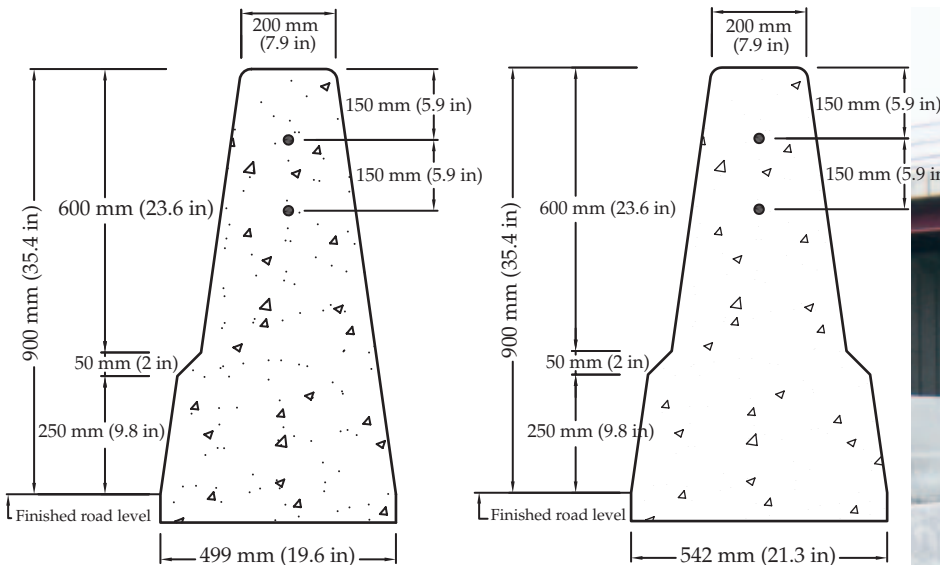 200 mm
(7.9 in)
150 mm (5.9 in)
150 mm (5.9 in)
600 mm (23.6 in)
900 mm (35.4 in)
50 mm (2 in)
250 mm (9.8 in)
Finished road level
499 mm (19.6 in)
200 mm
(7.9 in)
150 mm (5.9 in)
150 mm (5.9 in
600 mm (23.6 in)
900 mm (35.4 in)
50 mm (2 in)
250 mm (9.8 in)
Finished road level
542 mm (21.3 in)